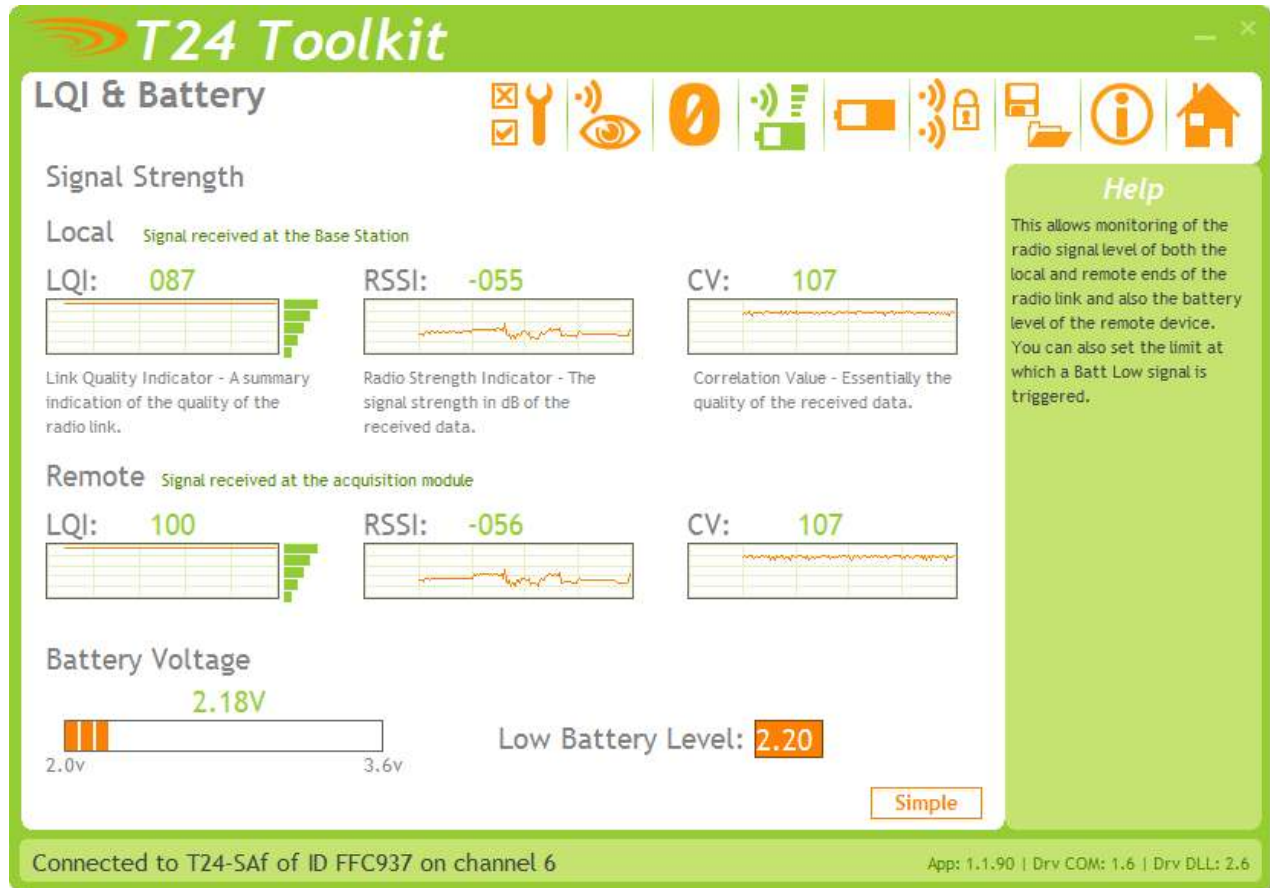 T24 Toolkit
LQI & Battery
Signal Strength
Local Signal received at the Base Station
LQI: 087 RSSI: -055 CV: 107
Link Quality Indicator - A summary
indication of the quality of the
radio link.
Radio Strength Indicator - The
signal strength in dB of the
received data.
Correlation Value - Essentially the
quality of the received data.
Remote Signal received at the acquisition module
LQI: 100 RSSI: -056 CV: 107
Battery Voltage
2.18V
2.0v 3.6v
Low Battery Level: 2.20
Simple
Help
This allows monitoring of the
radio signal level of both the
local and remote ends of the
radio link and also the battery
level of the remote device.
You can also set the limit at
which a Batt Low signal is
triggered.
Connected to T24-SAf of ID FFC937 on channel 6
App: 1.1.90 | Drv COM: 1.6 | Drv DLL: 2.6